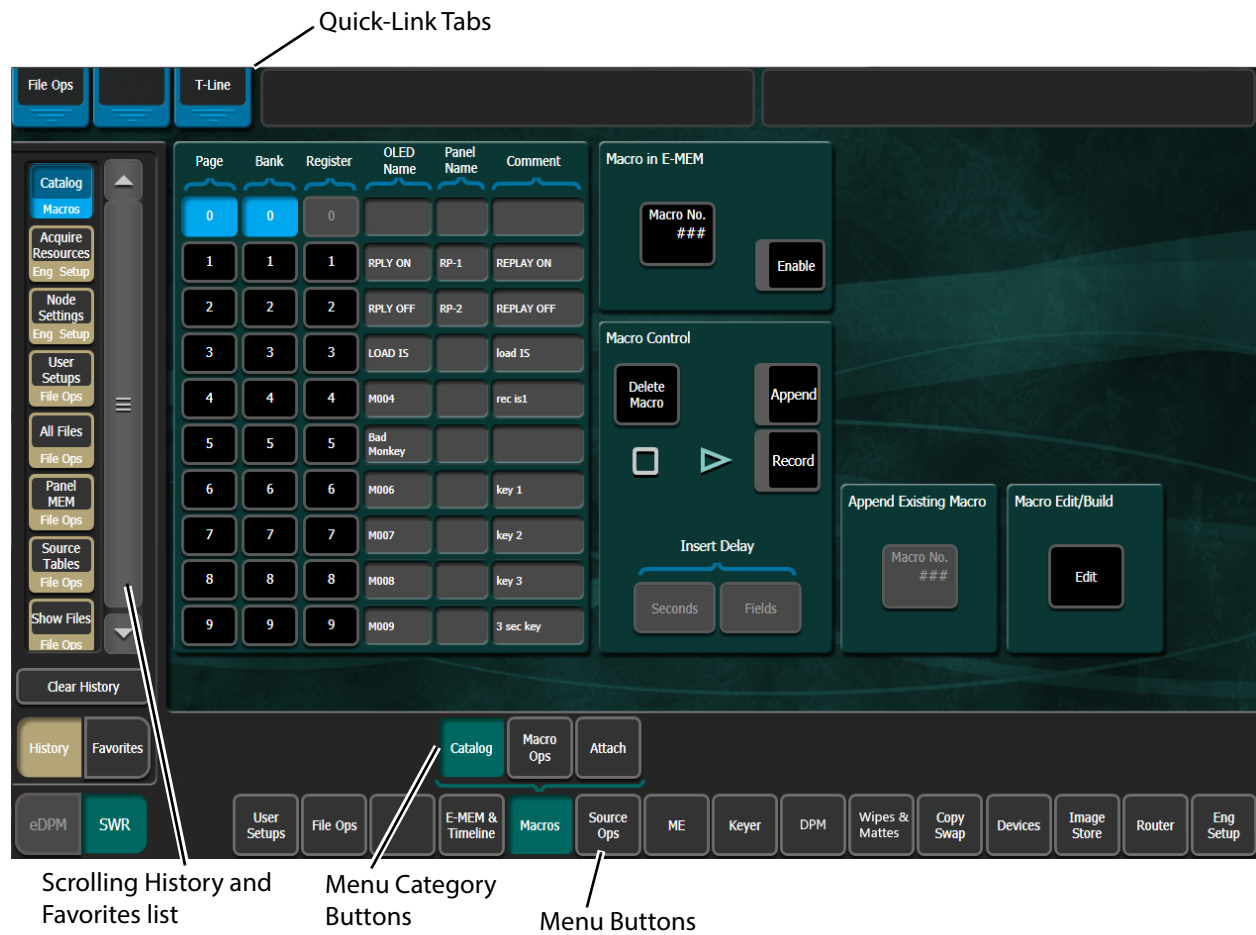 Quick-Link Tabs
File Ops
T-Line
Catalog
Macros
Acquire
Resources
Eng Setup
Node
Settings
Eng Setup
User
Setups
File Ops
All Files
File Ops
Panel
MEM
File Ops
Source
Tables
File Ops
Show Files
File Ops
Clear History
History
Favorites
eDPM
SWR
Page Bank Register OLED Name Panel Name Comment
0 0 0
1 1 1 RPLY ON RP-1 REPLAY ON
2 2 2 RPLY OFF RP-2 REPLAY OFF
3 3 3 LOAD IS load IS
4 4 4 M004 rec is1
5 5 5 Bad Monkey
6 6 6 M006 key 1
7 7 7 M007 key 2
8 8 8 M008 key 3
9 9 9 M009 3 sec key
Macro in E-MEM
Macro No.
###
Enable
Macro Control
Delete
Macro
Append
Record
Insert Delay
Seconds
Fields
Append Existing Macro
Macro No.
###
Macro Edit/Build
Edit
Catalog
Macro
Ops
Attach
User
Setups
File Ops
E-MEM &
Timeline
Macros
Source
Ops
ME
Keyer
DPM
Wipes &
Mattes
Copy
Swap
Devices
Image
Store
Router
Eng
Setup
Scrolling History and
Favorites list
Menu Category
Buttons
Menu Buttons